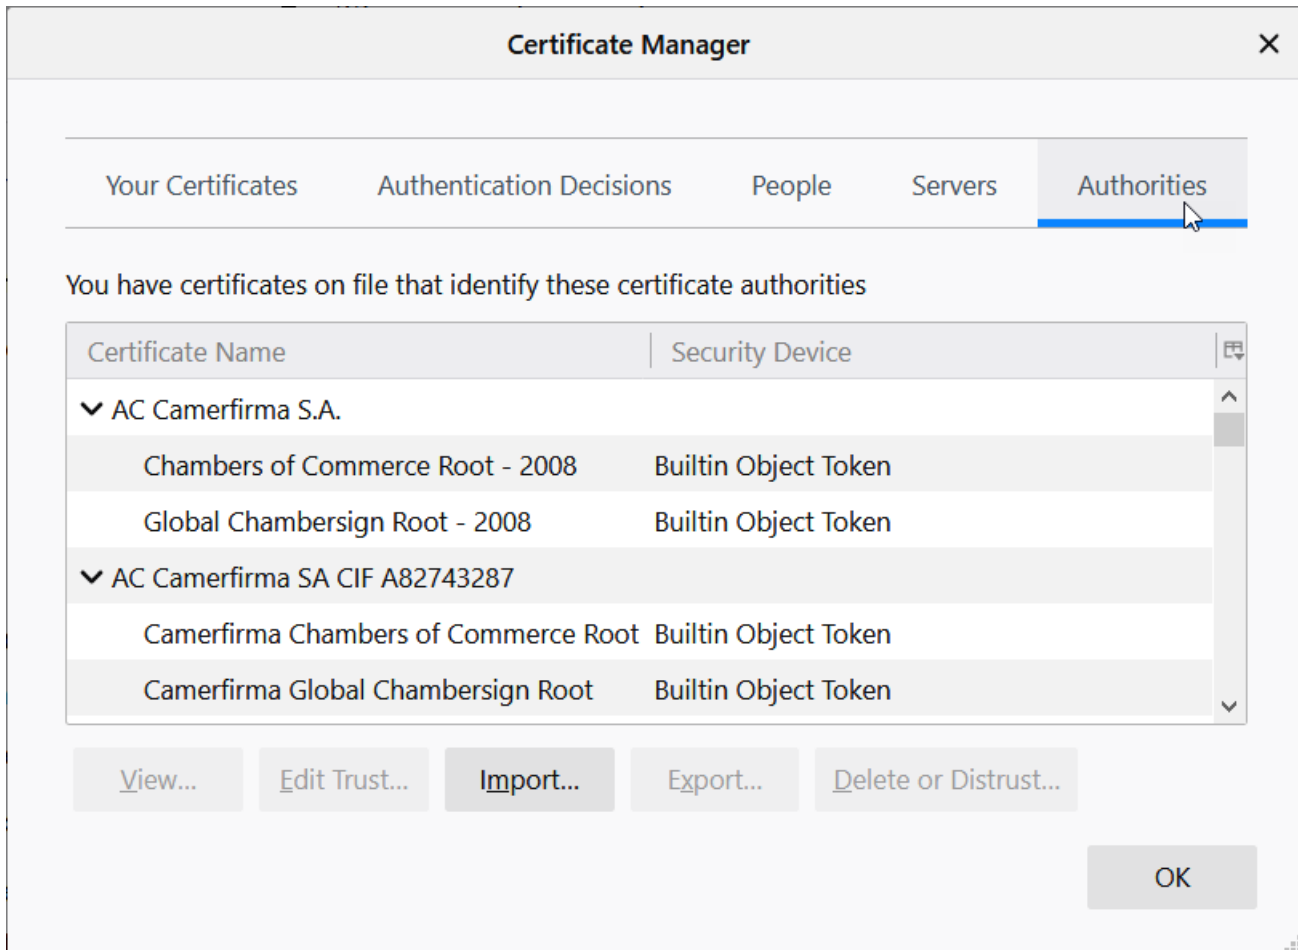 Certificate Manager
Your Certificates Authentication Decisions People Servers Authorities
You have certificates on file that identify these certificate authorities
Certificate Name Security Device
AC Camerfirma S.A.
Chambers of Commerce Root - 2008 Builtin Object Token
Global Chambersign Root - 2008 Builtin Object Token
AC Camerfirma SA CIF A82743287
Camerfirma Chambers of Commerce Root Builtin Object Token
Camerfirma Global Chambersign Root Builtin Object Token
View... Edit Trust... Import... Export... Delete or Distrust...
OK